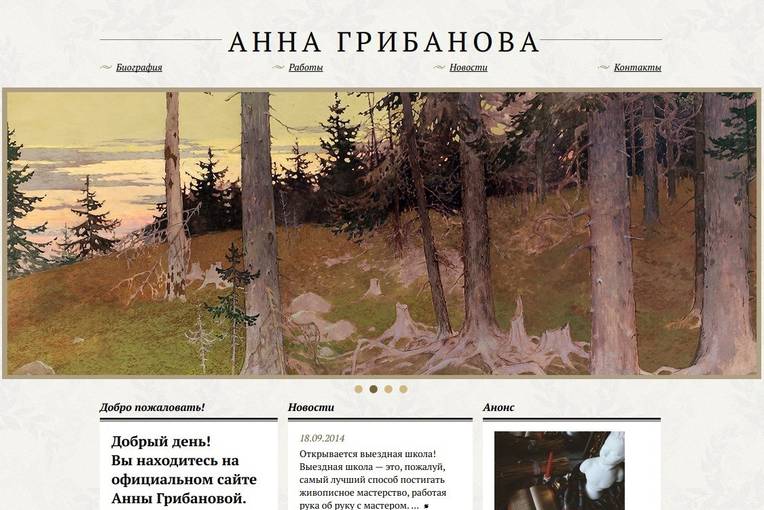 АННА ГРИБАНОВА
Биография
Работы
Новости
Контакты
Добро пожаловать!
Добрый день!
Вы находитесь на
официальном сайте
Анны Грибановой.
Новости
18.09.2014
Открывается выездная школа!
Выездная школа — это, пожалуй,
самый лучший способ постигать
живописное мастерство, работая
рука об руку с мастером. ...
Анонс